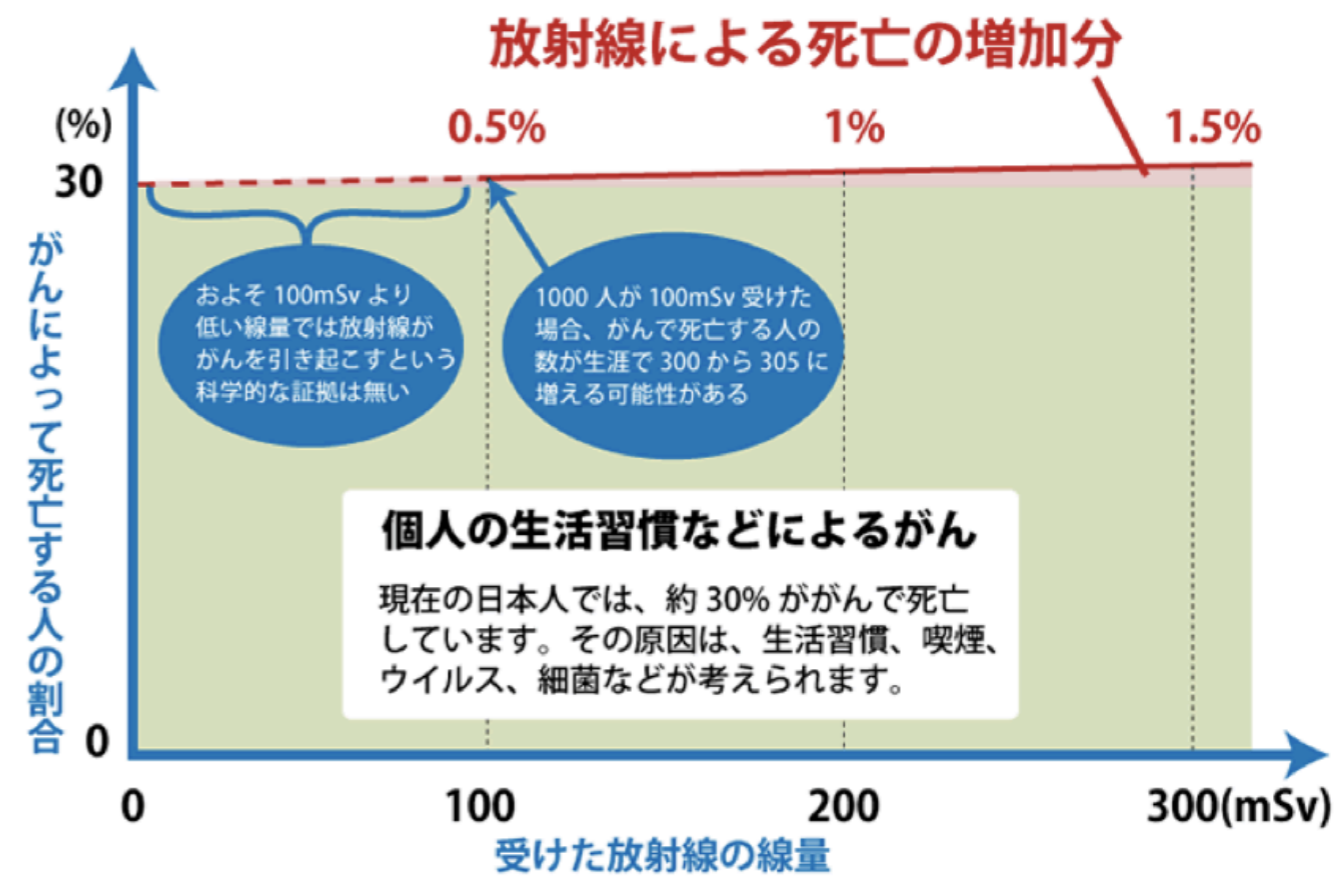 放射線による死亡の増加分
(%)
0.5%
1%
1.5%
30
がんによって死亡する人の割合
およそ 100mSv より
低い線量では放射線が
がんを引き起こすという
科学的な証拠は無い
1000 人が 100mSv 受けた
場合、がんで死亡する人の
数が生涯で 300 から 305 に
増える可能性がある
個人の生活習慣などによるがん
現在の日本人では、約 30% ががんで死亡
しています。その原因は、生活習慣、喫煙、
ウイルス、細菌などが考えられます。
0
0
100
200
300(mSv)
受けた放射線の線量